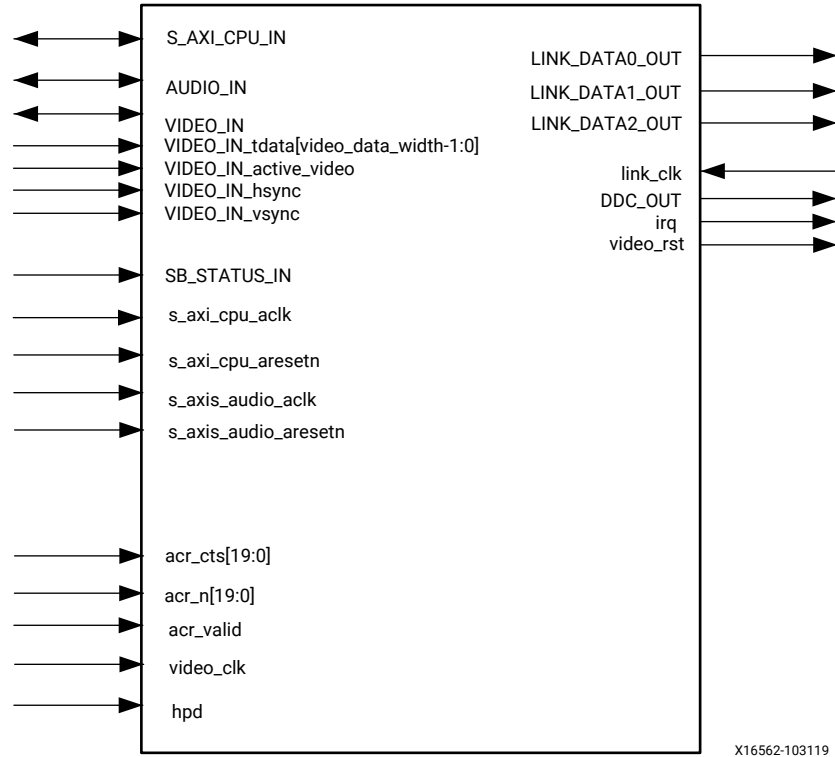 S_AXI_CPU_IN
AUDIO_IN
VIDEO_IN
VIDEO_IN_tdata[video_data_width-1:0]
VIDEO_IN_active_video
VIDEO_IN_hsync
VIDEO_IN_vsync
SB_STATUS_IN
s_axi_cpu_aclk
s_axi_cpu_aresetn
s_axis_audio_aclk
s_axis_audio_aresetn
acr_cts[19:0]
acr_n[19:0]
acr_valid
video_clk
hpd
LINK_DATA0_OUT
LINK_DATA1_OUT
LINK_DATA2_OUT
link_clk
DDC_OUT
irq
video_rst
X16562-103119